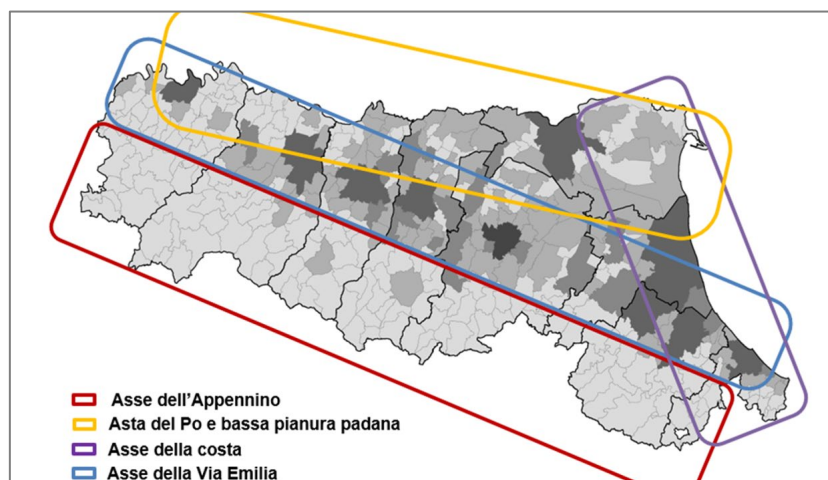 Asse dell'Appennino
Asta del Po e bassa pianura padana
Asse della costa
Asse della Via Emilia